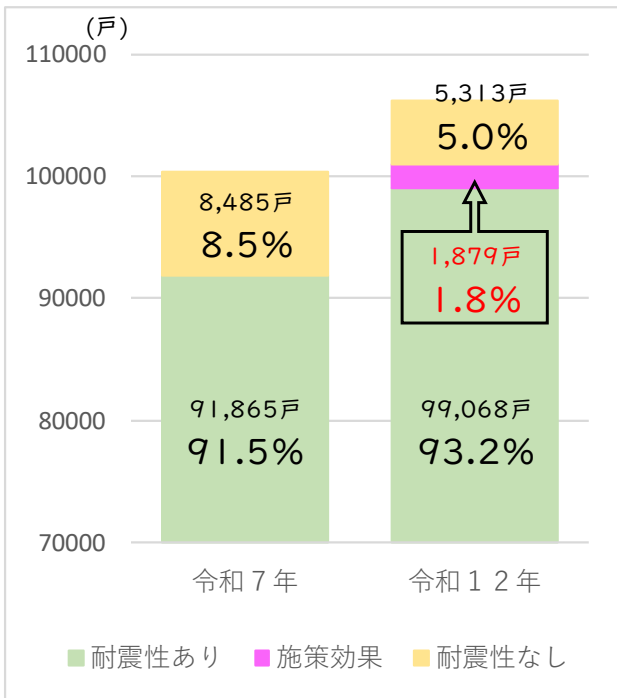 (戸)
110000
100000
90000
80000
70000
8,485戸
8.5%
91,865戸
91.5%
5,313戸
5.0%
1,879戸
1.8%
99,068戸
93.2%
令和７年
令和１２年
耐震性あり 施策効果 耐震性なし